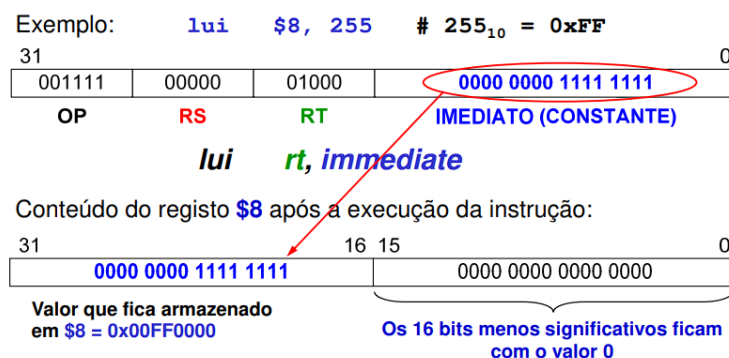 Exemplo: lui $8, 255 # 255₁₀ = 0xFF
31 0
001111 00000 01000 0000 0000 1111 1111
OP RS RT IMEDIATO (CONSTANTE)
lui rt, immediate
Conteúdo do registo $8 após a execução da instrução:
31 16 15 0
0000 0000 1111 1111 0000 0000 0000 0000
Valor que fica armazenado
em $8 = 0x00FF0000
Os 16 bits menos significativos ficam
com o valor 0